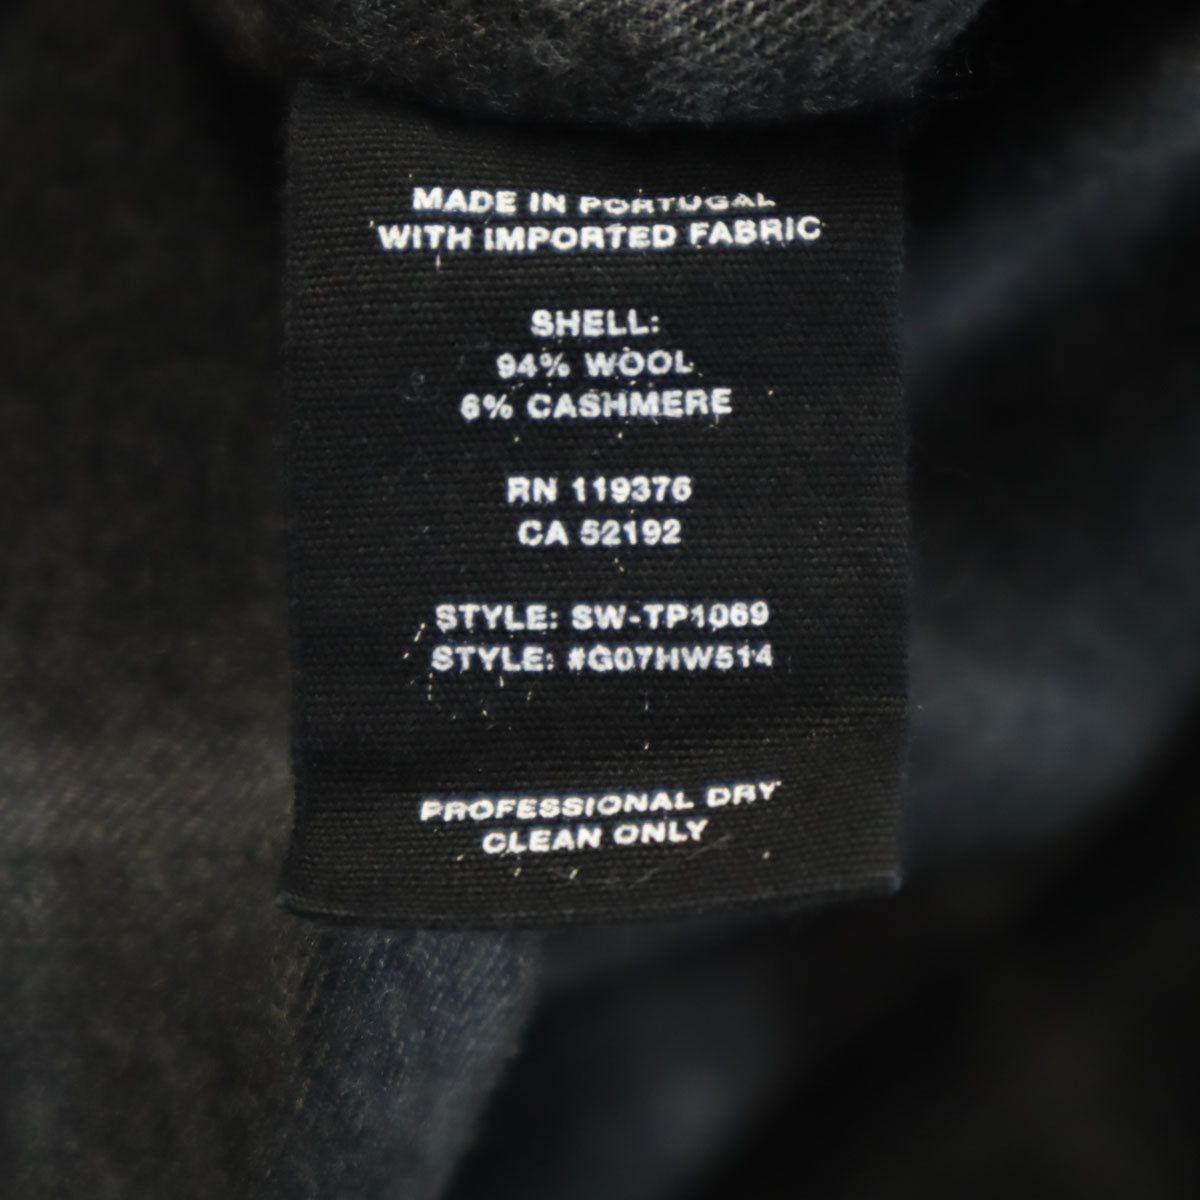 MADE IN PORTUGAL
WITH IMPORTED FABRIC
SHELL:
94% WOOL
6% CASHMERE
RN 119376
CA 52192
STYLE: SW-TP1069
STYLE: #G07HW514
PROFESSIONAL DRY
CLEAN ONLY